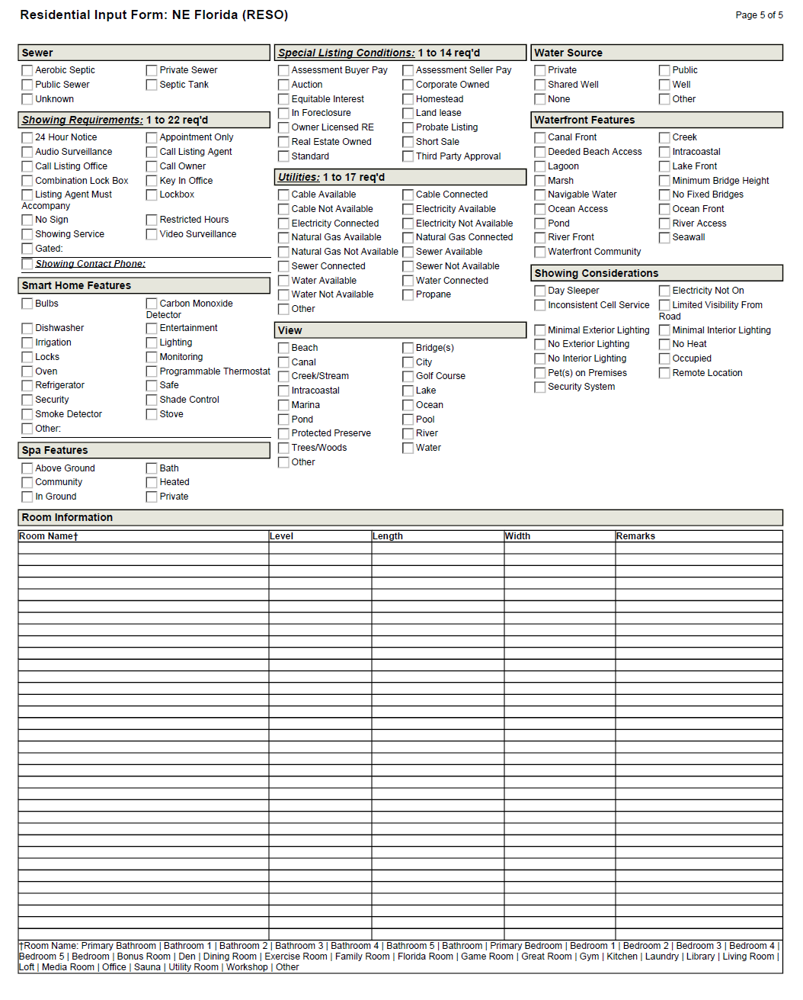 Residential Input Form: NE Florida (RESO)
Page 5 of 5
Sewer
Aerobic Septic Private Sewer
Public Sewer Septic Tank
Unknown
Showing Requirements: 1 to 22 req'd
24 Hour Notice Appointment Only
Audio Surveillance Call Listing Agent
Call Listing Office Call Owner
Combination Lock Box Key In Office
Listing Agent Must Lockbox
Accompany
No Sign Restricted Hours
Showing Service Video Surveillance
Gated:
Showing Contact Phone:
Smart Home Features
Bulbs Carbon Monoxide
Detector
Dishwasher Entertainment
Irrigation Lighting
Locks Monitoring
Oven Programmable Thermostat
Refrigerator Safe
Security Shade Control
Smoke Detector Stove
Other:
Spa Features
Above Ground Bath
Community Heated
In Ground Private
Special Listing Conditions: 1 to 14 req'd
Assessment Buyer Pay Assessment Seller Pay
Auction Corporate Owned
Equitable Interest Homestead
In Foreclosure Land lease
Owner Licensed RE Probate Listing
Real Estate Owned Short Sale
Standard Third Party Approval
Utilities: 1 to 17 req'd
Cable Available Cable Connected
Cable Not Available Electricity Available
Electricity Connected Electricity Not Available
Natural Gas Available Natural Gas Connected
Natural Gas Not Available Sewer Available
Sewer Connected Sewer Not Available
Water Available Water Connected
Water Not Available Propane
Other
View
Beach Bridge(s)
Canal City
Creek/Stream Golf Course
Intracoastal Lake
Marina Ocean
Pond Pool
Protected Preserve River
Trees/Woods Water
Other
Water Source
Private Public
Shared Well Well
None Other
Waterfront Features
Canal Front Creek
Deeded Beach Access Intracoastal
Lagoon Lake Front
Marsh Minimum Bridge Height
Navigable Water No Fixed Bridges
Ocean Access Ocean Front
Pond River Access
River Front Seawall
Waterfront Community
Showing Considerations
Day Sleeper Electricity Not On
Inconsistent Cell Service Limited Visibility From
Road
Minimal Exterior Lighting Minimal Interior Lighting
No Exterior Lighting No Heat
No Interior Lighting Occupied
Pet(s) on Premises Remote Location
Security System
Room Information
Room Name† Level Length Width Remarks
†Room Name: Primary Bathroom | Bathroom 1 | Bathroom 2 | Bathroom 3 | Bathroom 4 | Bathroom 5 | Bathroom | Primary Bedroom | Bedroom 1 | Bedroom 2 | Bedroom 3 | Bedroom 4 |
Bedroom 5 | Bedroom | Bonus Room | Den | Dining Room | Exercise Room | Family Room | Florida Room | Game Room | Great Room | Gym | Kitchen | Laundry | Library | Living Room |
Loft | Media Room | Office | Sauna | Utility Room | Workshop | Other